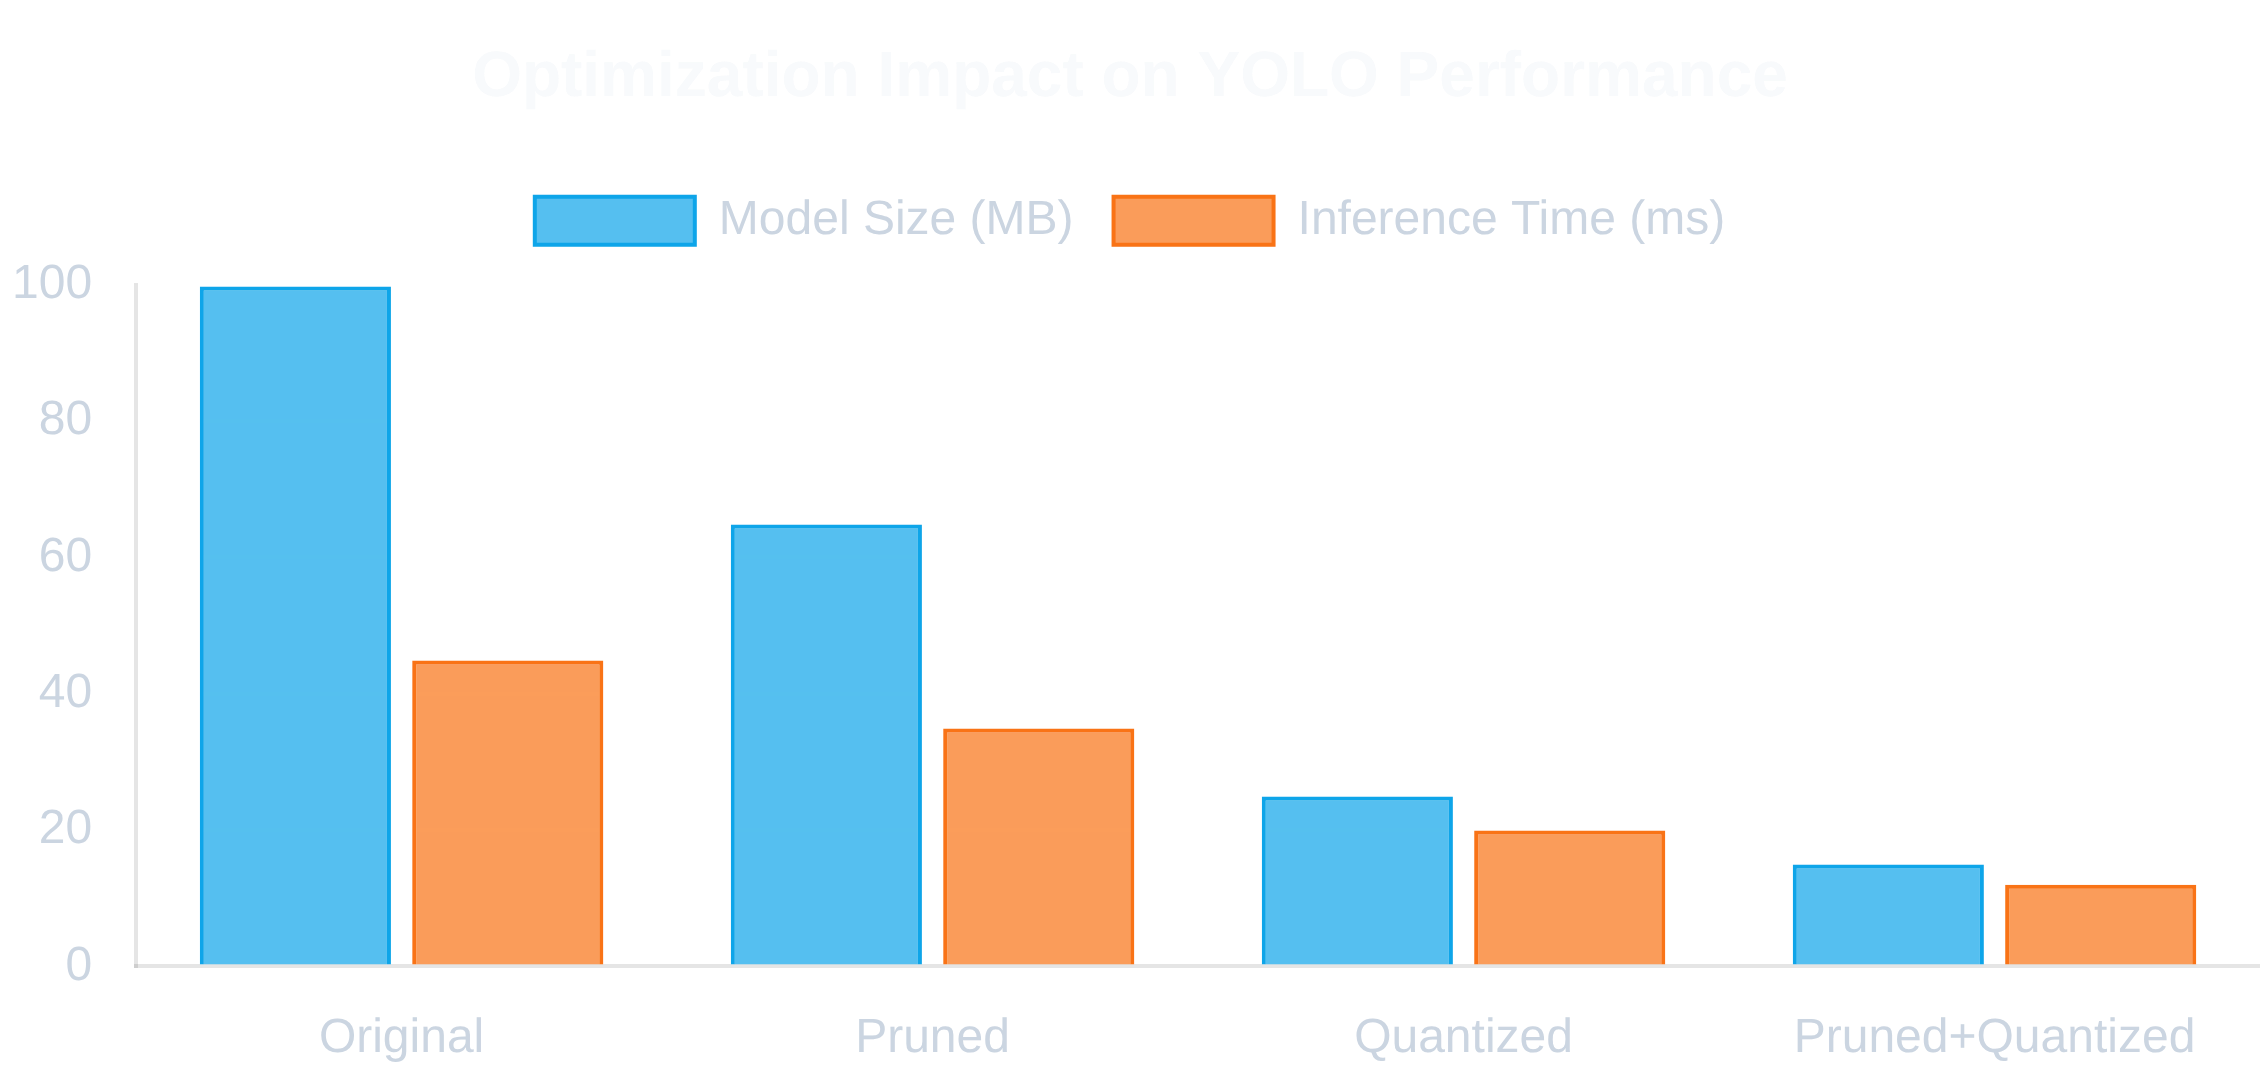 Optimization Impact on YOLO Performance
Model Size (MB) Inference Time (ms)
100
80
60
40
20
0
Original Pruned Quantized Pruned+Quantized